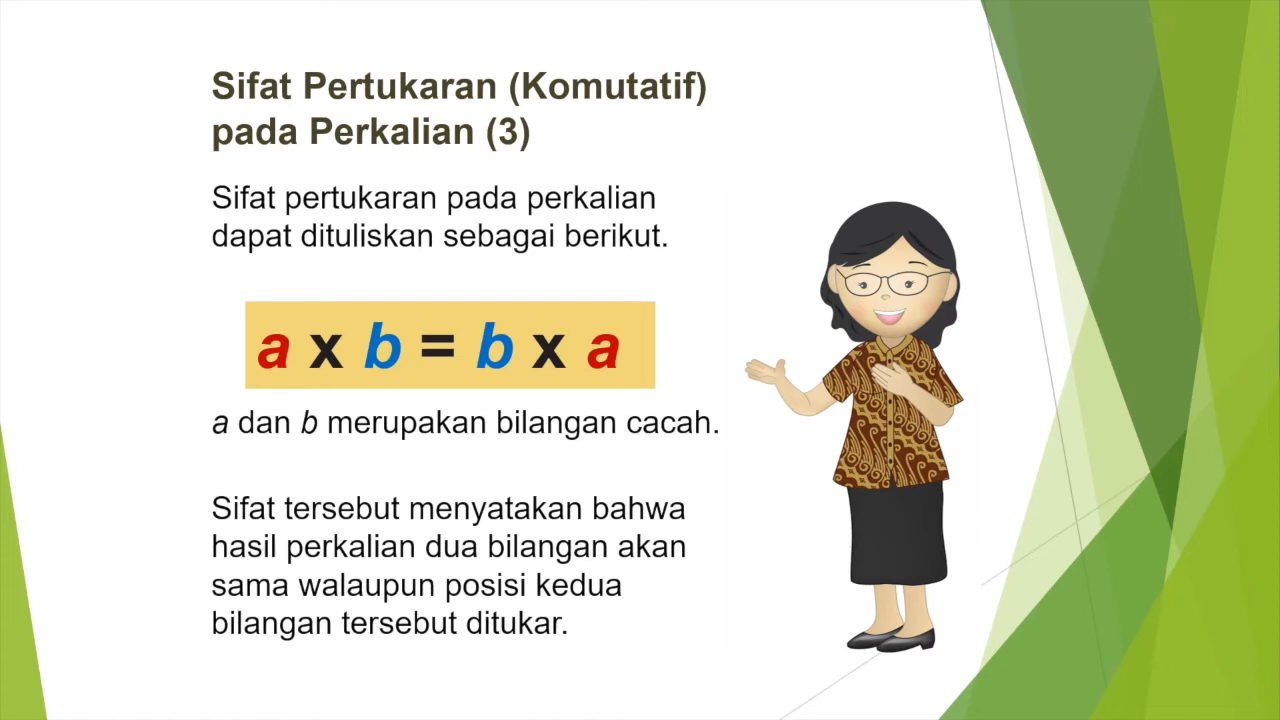 Sifat Pertukaran (Komutatif)
pada Perkalian (3)
Sifat pertukaran pada perkalian
dapat dituliskan sebagai berikut.
a x b = b x a
a dan b merupakan bilangan cacah.
Sifat tersebut menyatakan bahwa
hasil perkalian dua bilangan akan
sama walaupun posisi kedua
bilangan tersebut ditukar.